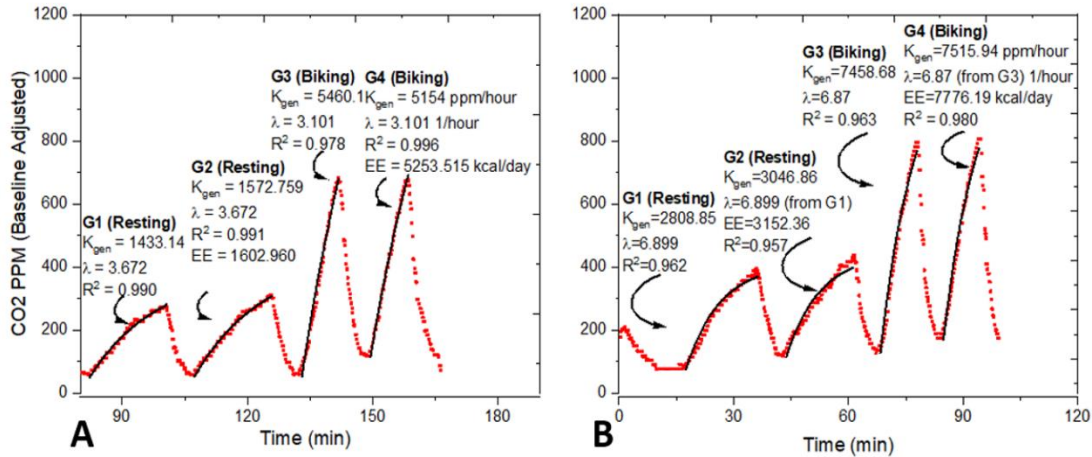 CO2 PPM (Baseline Adjusted)
1200
1000
800
600
400
200
0
G1 (Resting)
Kgen = 1433.14
λ = 3.672
R² = 0.990
G2 (Resting)
Kgen = 1572.759
λ = 3.672
R² = 0.991
EE = 1602.960
G3 (Biking)
Kgen = 5460.1
λ = 3.101
R² = 0.978
G4 (Biking)
Kgen = 5154 ppm/hour
λ = 3.101 1/hour
R² = 0.996
EE = 5253.515 kcal/day
90
120
150
180
A
Time (min)
1200
1000
800
600
400
200
0
G1 (Resting)
Kgen=2808.85
λ=6.899
R²=0.962
G2 (Resting)
Kgen=3046.86
λ=6.899 (from G1)
EE=3152.36
R²=0.957
G3 (Biking)
Kgen=7458.68
λ=6.87
R²=0.963
G4 (Biking)
Kgen=7515.94 ppm/hour
λ=6.87 (from G3) 1/hour
EE=7776.19 kcal/day
R²=0.980
0
30
60
90
120
B
Time (min)